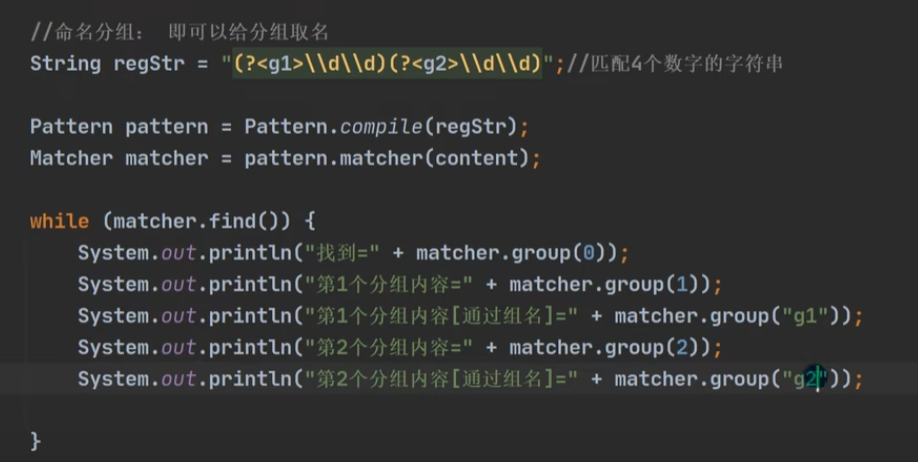 //命名分组： 即可以给分组取名
String regStr = "(?<g1>\\d\\d)(?<g2>\\d\\d)";//匹配4个数字的字符串
Pattern pattern = Pattern.compile(regStr);
Matcher matcher = pattern.matcher(content);
while (matcher.find()) {
System.out.println("找到=" + matcher.group(0));
System.out.println("第1个分组内容=" + matcher.group(1));
System.out.println("第1个分组内容[通过组名]=" + matcher.group("g1"));
System.out.println("第2个分组内容=" + matcher.group(2));
System.out.println("第2个分组内容[通过组名]=" + matcher.group("g2"));
}